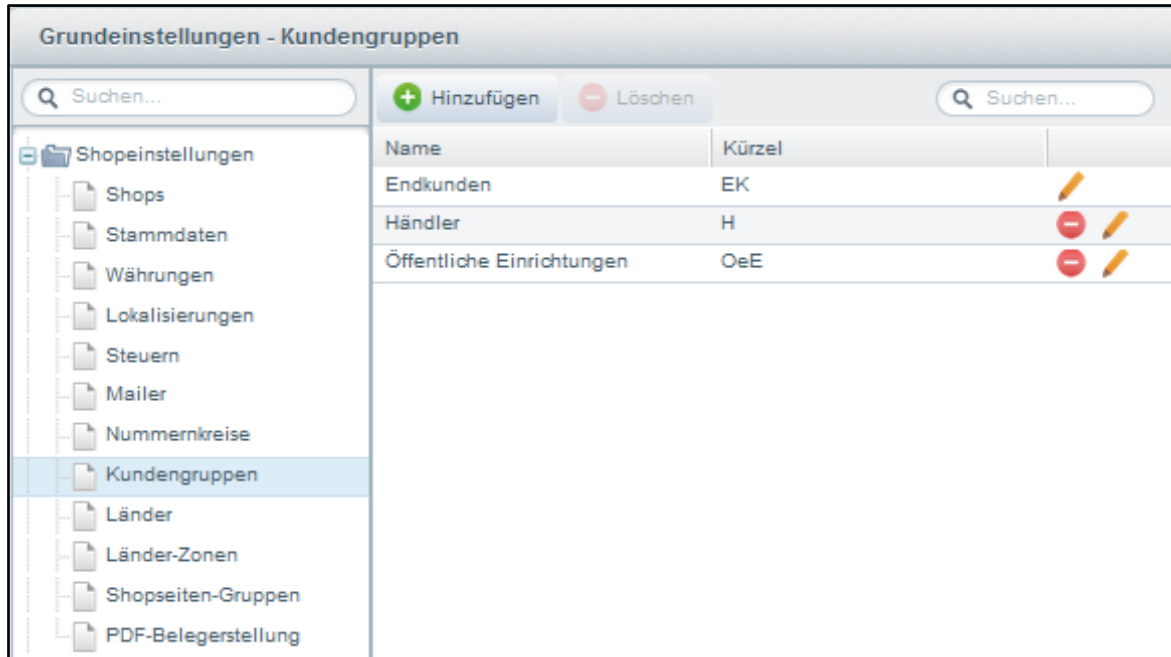 Grundeinstellungen - Kundengruppen
Suchen...
Shopeinstellungen
Shops
Stammdaten
Währungen
Lokalisierungen
Steuern
Mailer
Nummernkreise
Kundengruppen
Länder
Länder-Zonen
Shopseiten-Gruppen
PDF-Belegerstellung
Hinzufügen Löschen Suchen...
Name Kürzel
Endkunden EK
Händler H
Öffentliche Einrichtungen OeE